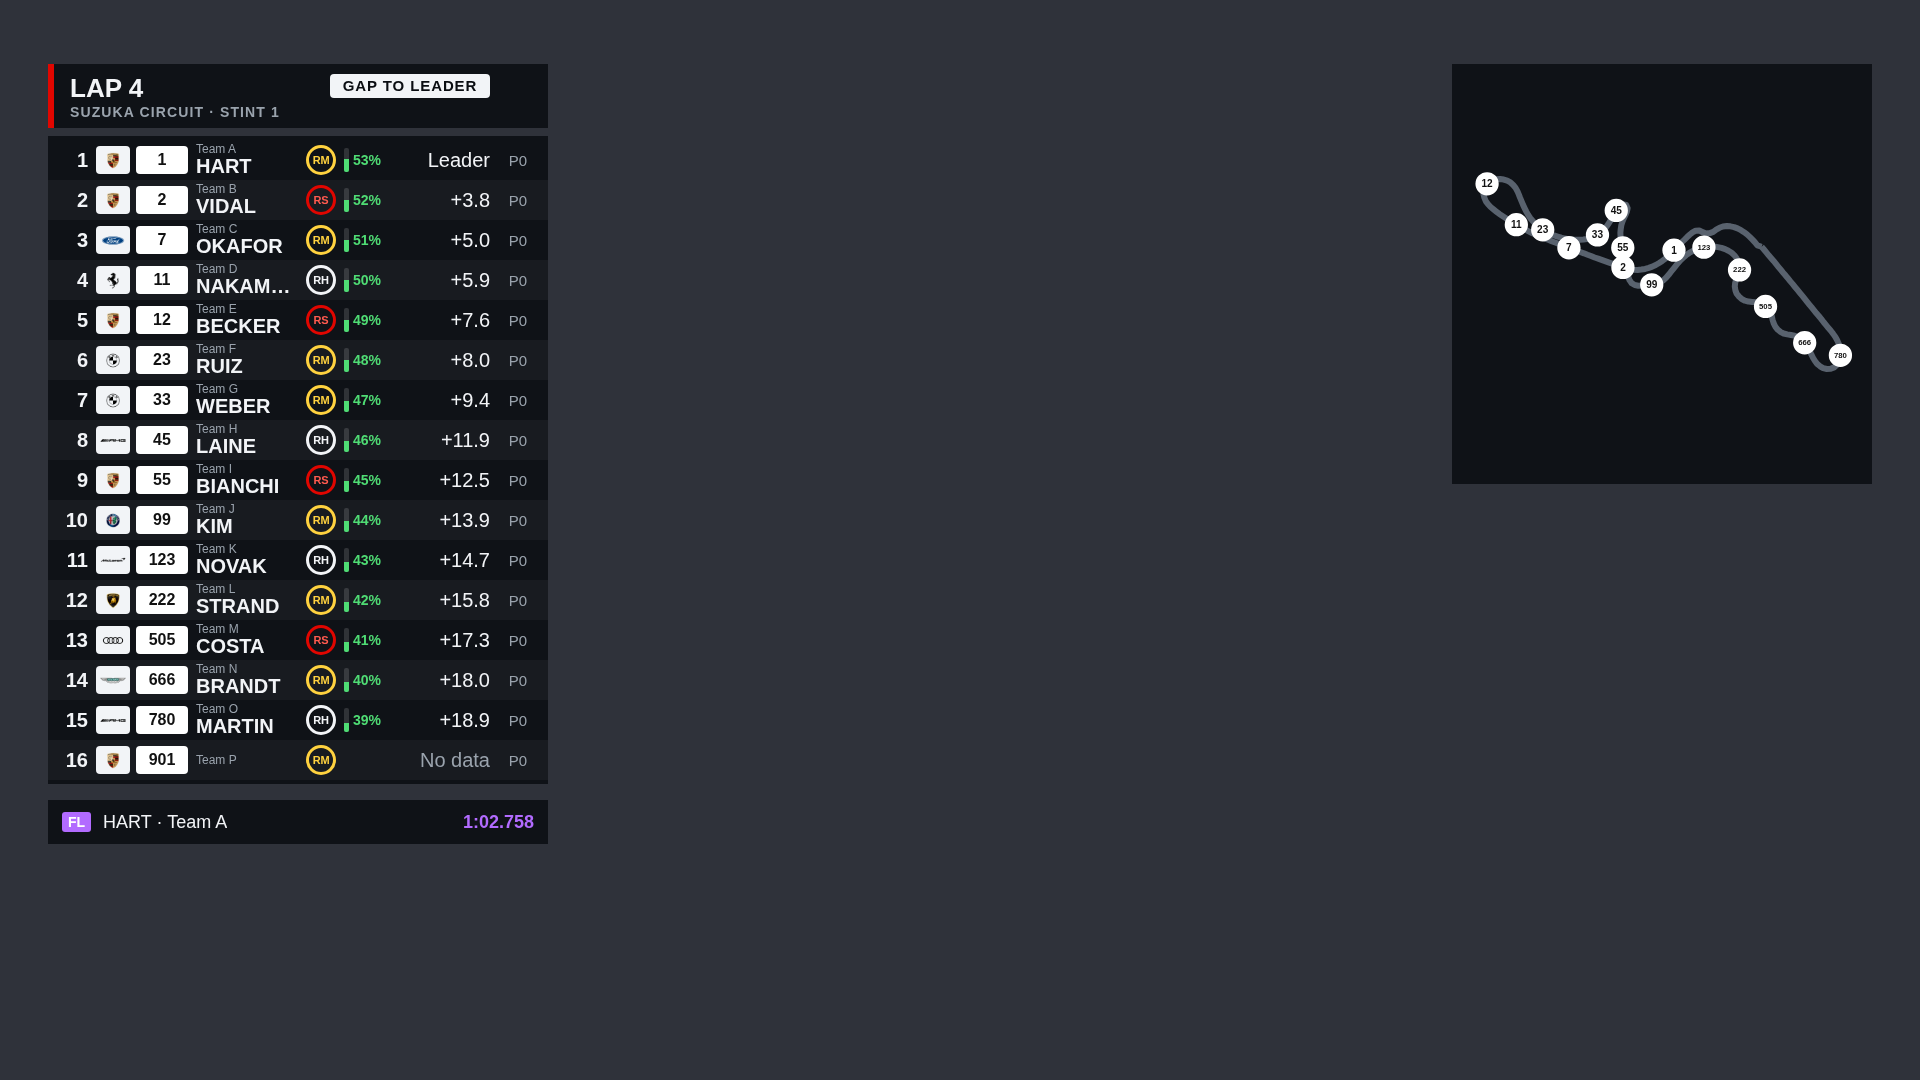 LAP 4
GAP TO LEADER
SUZUKA CIRCUIT · STINT 1
1 1 Team A HART RM 53% Leader P0
2 2 Team B VIDAL RS 52% +3.8 P0
3 Ford 7 Team C OKAFOR RM 51% +5.0 P0
4 11 Team D NAKAM… RH 50% +5.9 P0
5 12 Team E BECKER RS 49% +7.6 P0
6 23 Team F RUIZ RM 48% +8.0 P0
7 33 Team G WEBER RM 47% +9.4 P0
8 AMG 45 Team H LAINE RH 46% +11.9 P0
9 55 Team I BIANCHI RS 45% +12.5 P0
10 99 Team J KIM RM 44% +13.9 P0
11 McLaren 123 Team K NOVAK RH 43% +14.7 P0
12 222 Team L STRAND RM 42% +15.8 P0
13 505 Team M COSTA RS 41% +17.3 P0
14 666 Team N BRANDT RM 40% +18.0 P0
15 AMG 780 Team O MARTIN RH 39% +18.9 P0
16 901 Team P RM No data P0
FL HART · Team A 1:02.758
12
45
11
23
33
7
55
1
123
2
222
99
505
666
780